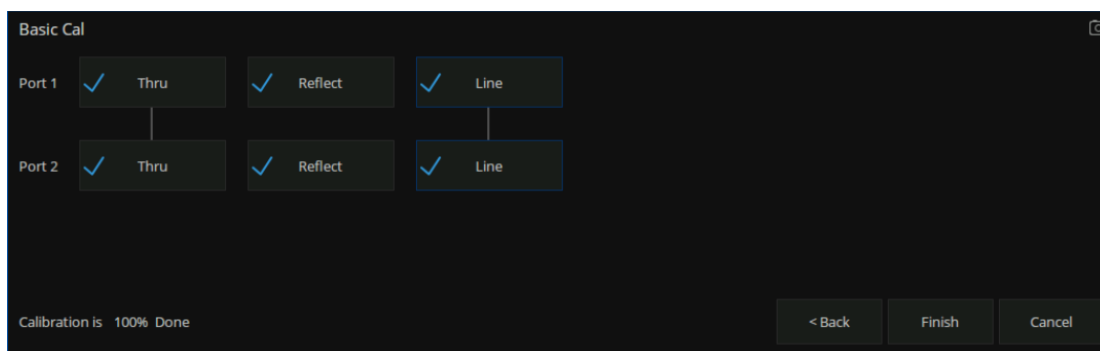 Basic Cal
Port 1 Thru Reflect Line
Port 2 Thru Reflect Line
Calibration is 100% Done < Back Finish Cancel